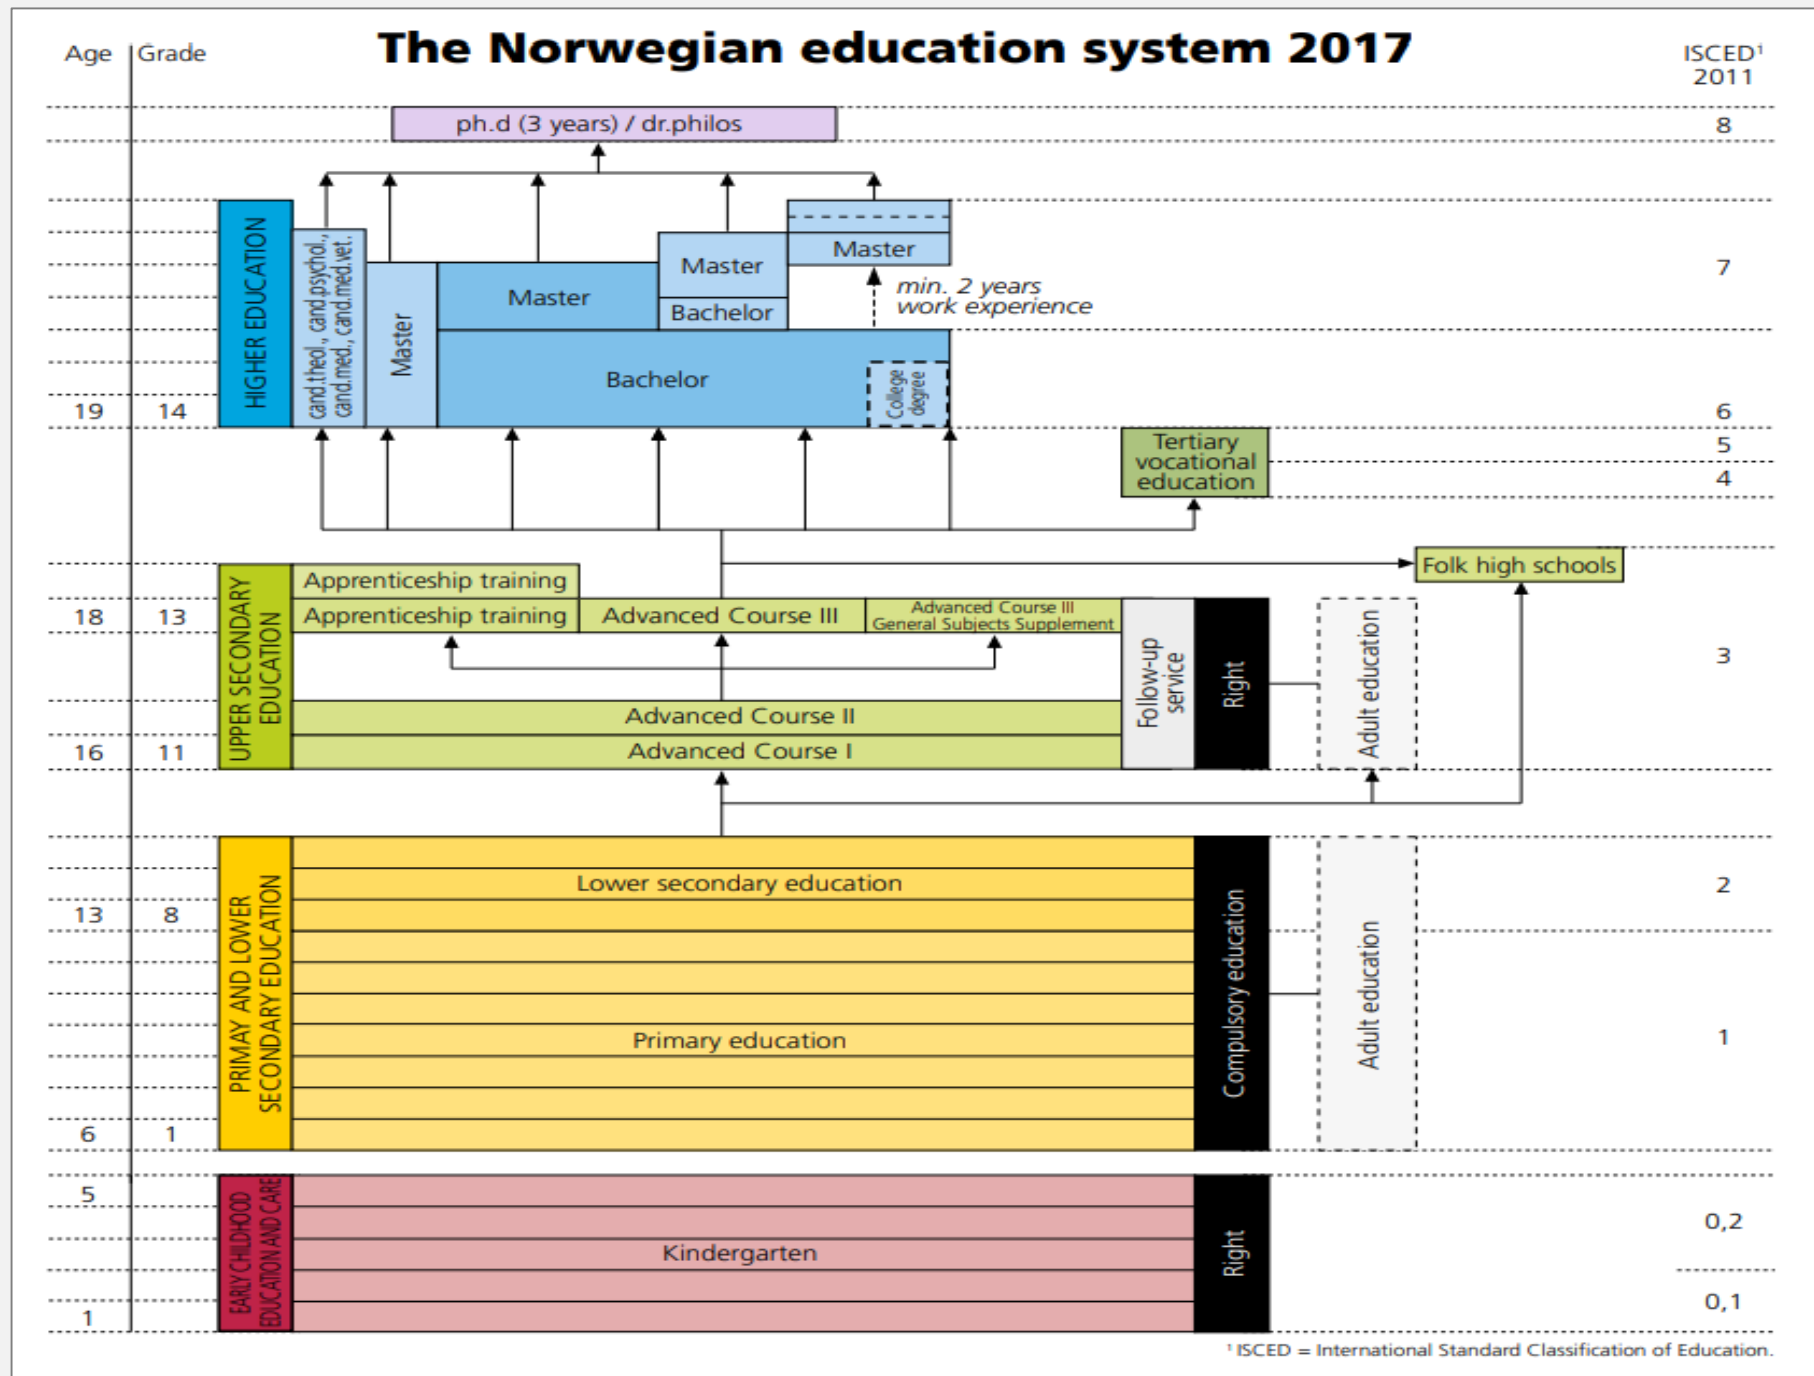 The Norwegian education system 2017
Age
Grade
ISCED¹
2011
ph.d (3 years) / dr.philos
8
HIGHER EDUCATION
cand.theol., cand.psychol.,
cand.med., cand.med.vet.
Master
Master
Master
Bachelor
Master
min. 2 years
work experience
7
Bachelor
College
degree
19
14
6
Tertiary
vocational
education
5
4
Folk high schools
UPPER SECONDARY
EDUCATION
Apprenticeship training
18
13
Apprenticeship training
Advanced Course III
Advanced Course III
General Subjects Supplement
Follow-up
service
Right
Adult education
3
Advanced Course II
16
11
Advanced Course I
PRIMAY AND LOWER
SECONDARY EDUCATION
Lower secondary education
2
13
8
Compulsory education
Adult education
Primary education
1
6
1
EARLY CHILDHOOD
EDUCATION AND CARE
5
0,2
Kindergarten
Right
0,1
1
¹ ISCED = International Standard Classification of Education.